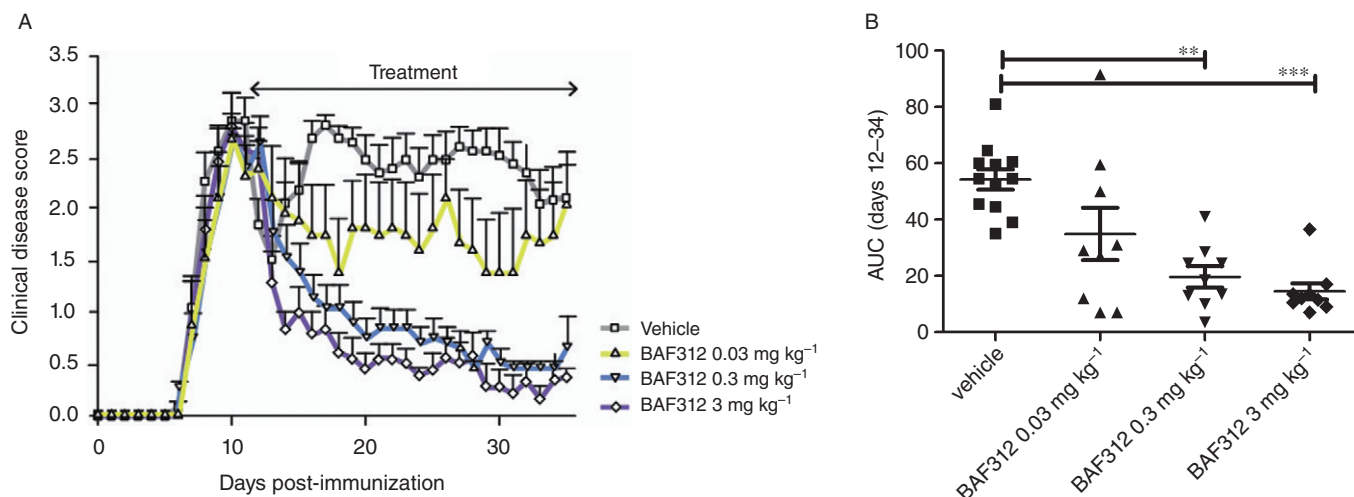 A
3.5
3.0
2.5
2.0
1.5
1.0
0.5
0.0
0
10
20
30
Clinical disease score
Days post-immunization
Treatment
Vehicle
BAF312 0.03 mg kg⁻¹
BAF312 0.3 mg kg⁻¹
BAF312 3 mg kg⁻¹
B
100
80
60
40
20
0
AUC (days 12–34)
**
***
vehicle
BAF312 0.03 mg kg⁻¹
BAF312 0.3 mg kg⁻¹
BAF312 3 mg kg⁻¹